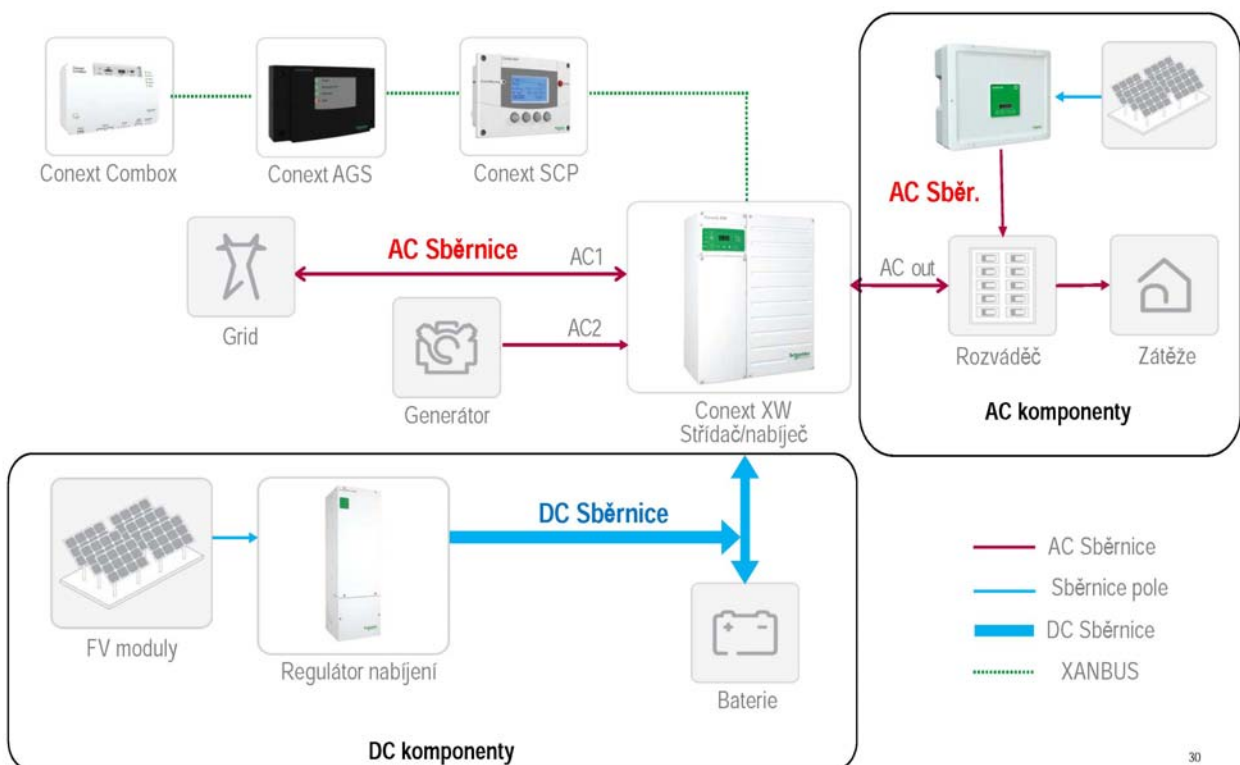 Conext Combox
Conext AGS
Conext SCP
AC Sběr.
AC Sběrnice
AC1
AC out
Grid
AC2
Rozváděč
Zátěže
Generátor
Conext XW
Střídač/nabíječ
AC komponenty
DC Sběrnice
FV moduly
Regulátor nabíjení
Baterie
DC komponenty
AC Sběrnice
Sběrnice pole
DC Sběrnice
XANBUS
30